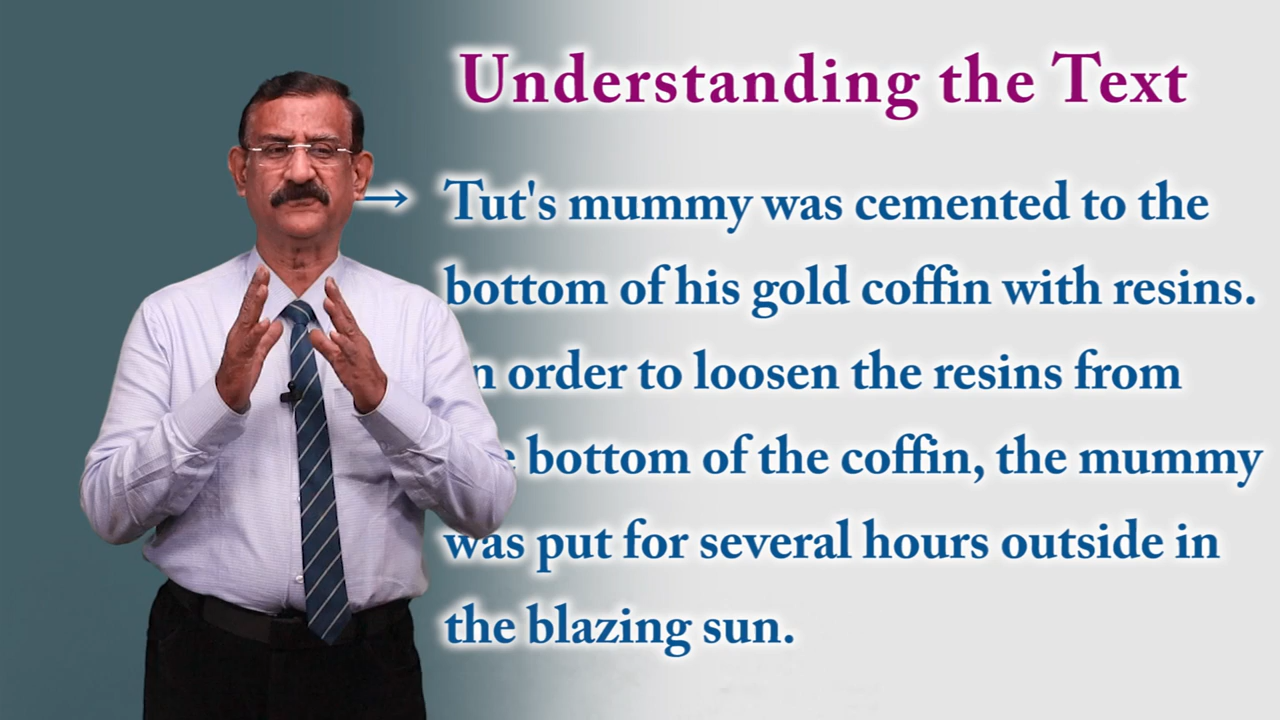 Understanding the Text
→ Tut's mummy was cemented to the
bottom of his gold coffin with resins.
n order to loosen the resins from
e bottom of the coffin, the mummy
was put for several hours outside in
the blazing sun.